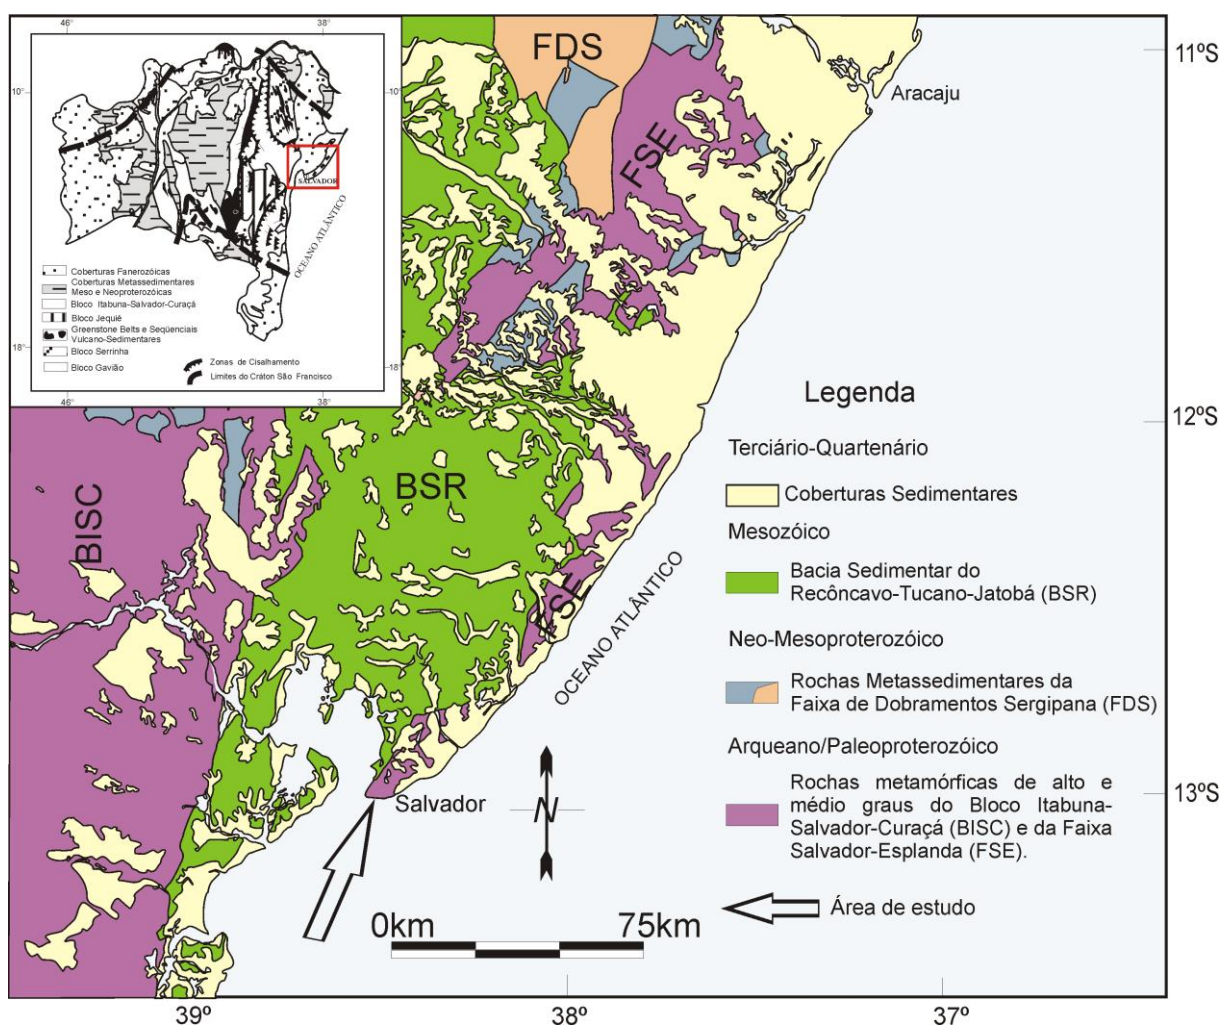 46°
38°
10°
10°
SALVADOR
OCEANO ATLÂNTICO
Coberturas Fanerozóicas
Coberturas Metassedimentares
Meso e Neoproterozóicas
Bloco Itabuna-Salvador-Curaçá
Bloco Jequié
Greenstone Belts e Seqüenciais
Vulcano-Sedimentares
Bloco Serrinha
Bloco Gavião
Zonas de Cisalhamento
Limites do Cráton São Francisco
18°
18°
46°
38°
FDS
FSE
Aracaju
11ºS
12ºS
13ºS
BISC
BSR
FSE
OCEANO ATLÂNTICO
Salvador
N
0km
75km
39º
38º
37º
Legenda
Terciário-Quartenário
Coberturas Sedimentares
Mesozóico
Bacia Sedimentar do
Recôncavo-Tucano-Jatobá (BSR)
Neo-Mesoproterozóico
Rochas Metassedimentares da
Faixa de Dobramentos Sergipana (FDS)
Arqueano/Paleoproterozóico
Rochas metamórficas de alto e
médio graus do Bloco Itabuna-
Salvador-Curaçá (BISC) e da Faixa
Salvador-Esplanda (FSE).
Área de estudo